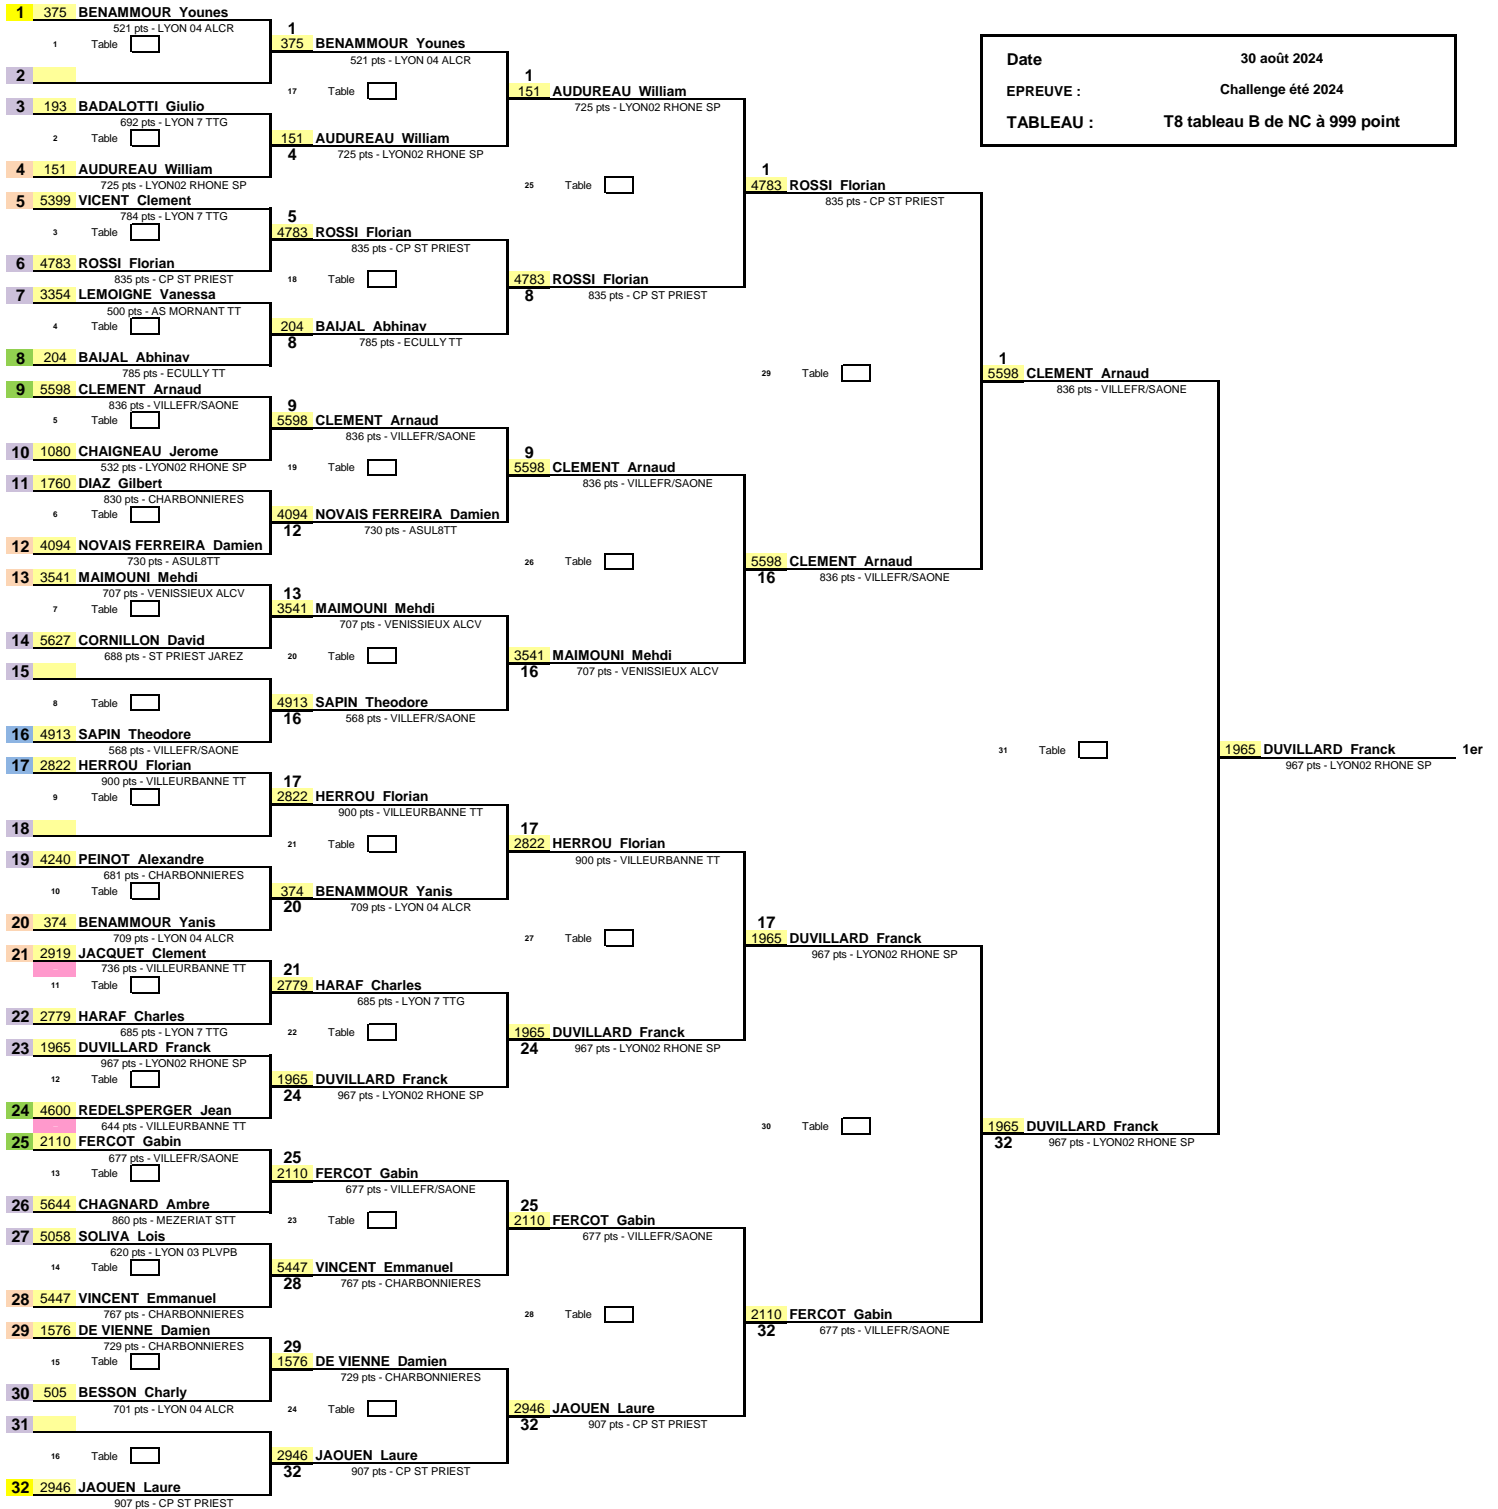 Date 30 août 2024
EPREUVE : Challenge été 2024
TABLEAU : T8 tableau B de NC à 999 point
1 375 BENAMMOUR Younes
521 pts - LYON 04 ALCR
1 Table
2
3 193 BADALOTTI Giulio
692 pts - LYON 7 TTG
2 Table
4 151 AUDUREAU William
725 pts - LYON02 RHONE SP
5 5399 VICENT Clement
784 pts - LYON 7 TTG
3 Table
6 4783 ROSSI Florian
835 pts - CP ST PRIEST
7 3354 LEMOIGNE Vanessa
500 pts - AS MORNANT TT
4 Table
8 204 BAIJAL Abhinav
785 pts - ECULLY TT
9 5598 CLEMENT Arnaud
836 pts - VILLEFR/SAONE
5 Table
10 1080 CHAIGNEAU Jerome
532 pts - LYON02 RHONE SP
11 1760 DIAZ Gilbert
830 pts - CHARBONNIERES
6 Table
12 4094 NOVAIS FERREIRA Damien
730 pts - ASUL8TT
13 3541 MAIMOUNI Mehdi
707 pts - VENISSIEUX ALCV
7 Table
14 5627 CORNILLON David
688 pts - ST PRIEST JAREZ
15
8 Table
16 4913 SAPIN Theodore
568 pts - VILLEFR/SAONE
17 2822 HERROU Florian
900 pts - VILLEURBANNE TT
9 Table
18
19 4240 PEINOT Alexandre
681 pts - CHARBONNIERES
10 Table
20 374 BENAMMOUR Yanis
709 pts - LYON 04 ALCR
21 2919 JACQUET Clement
736 pts - VILLEURBANNE TT
11 Table
22 2779 HARAF Charles
685 pts - LYON 7 TTG
23 1965 DUVILLARD Franck
967 pts - LYON02 RHONE SP
12 Table
24 4600 REDELSPERGER Jean
644 pts - VILLEURBANNE TT
25 2110 FERCOT Gabin
677 pts - VILLEFR/SAONE
13 Table
26 5644 CHAGNARD Ambre
860 pts - MEZERIAT STT
27 5058 SOLIVA Lois
620 pts - LYON 03 PLVPB
14 Table
28 5447 VINCENT Emmanuel
767 pts - CHARBONNIERES
29 1576 DE VIENNE Damien
729 pts - CHARBONNIERES
15 Table
30 505 BESSON Charly
701 pts - LYON 04 ALCR
31
16 Table
32 2946 JAOUEN Laure
907 pts - CP ST PRIEST
1
375 BENAMMOUR Younes
521 pts - LYON 04 ALCR
17 Table
151 AUDUREAU William
4 725 pts - LYON02 RHONE SP
5
4783 ROSSI Florian
835 pts - CP ST PRIEST
18 Table
204 BAIJAL Abhinav
8 785 pts - ECULLY TT
9
5598 CLEMENT Arnaud
836 pts - VILLEFR/SAONE
19 Table
4094 NOVAIS FERREIRA Damien
12 730 pts - ASUL8TT
13
3541 MAIMOUNI Mehdi
707 pts - VENISSIEUX ALCV
20 Table
4913 SAPIN Theodore
16 568 pts - VILLEFR/SAONE
17
2822 HERROU Florian
900 pts - VILLEURBANNE TT
21 Table
374 BENAMMOUR Yanis
20 709 pts - LYON 04 ALCR
21
2779 HARAF Charles
685 pts - LYON 7 TTG
22 Table
1965 DUVILLARD Franck
24 967 pts - LYON02 RHONE SP
25
2110 FERCOT Gabin
677 pts - VILLEFR/SAONE
23 Table
5447 VINCENT Emmanuel
28 767 pts - CHARBONNIERES
29
1576 DE VIENNE Damien
729 pts - CHARBONNIERES
24 Table
2946 JAOUEN Laure
32 907 pts - CP ST PRIEST
1
151 AUDUREAU William
725 pts - LYON02 RHONE SP
25 Table
4783 ROSSI Florian
8 835 pts - CP ST PRIEST
9
5598 CLEMENT Arnaud
836 pts - VILLEFR/SAONE
26 Table
3541 MAIMOUNI Mehdi
16 707 pts - VENISSIEUX ALCV
17
2822 HERROU Florian
900 pts - VILLEURBANNE TT
27 Table
1965 DUVILLARD Franck
24 967 pts - LYON02 RHONE SP
25
2110 FERCOT Gabin
677 pts - VILLEFR/SAONE
28 Table
2946 JAOUEN Laure
32 907 pts - CP ST PRIEST
1
4783 ROSSI Florian
835 pts - CP ST PRIEST
29 Table
5598 CLEMENT Arnaud
16 836 pts - VILLEFR/SAONE
17
1965 DUVILLARD Franck
967 pts - LYON02 RHONE SP
30 Table
2110 FERCOT Gabin
32 677 pts - VILLEFR/SAONE
1
5598 CLEMENT Arnaud
836 pts - VILLEFR/SAONE
31 Table
1965 DUVILLARD Franck
32 967 pts - LYON02 RHONE SP
1965 DUVILLARD Franck 1er
967 pts - LYON02 RHONE SP